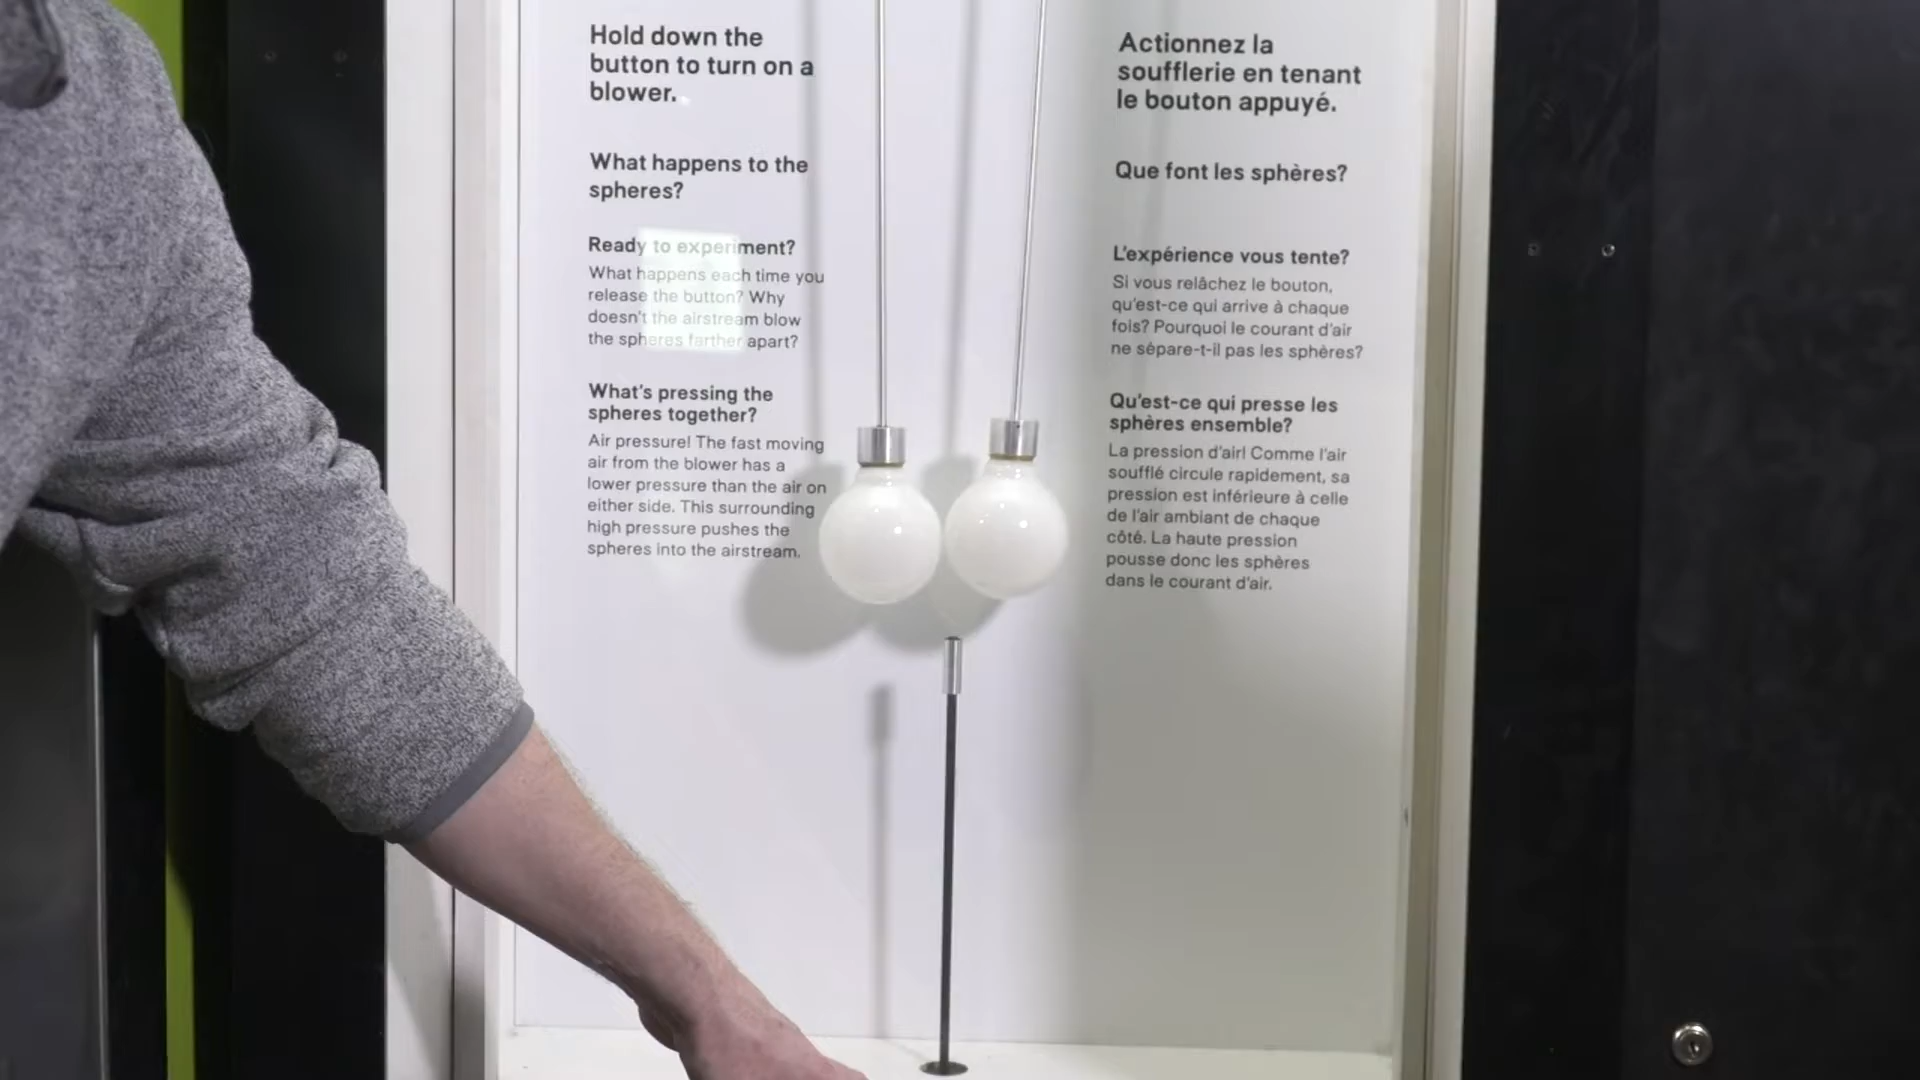 Hold down the
button to turn on a
blower.
What happens to the
spheres?
Ready to experiment?
What happens each time you
release the button? Why
doesn't the airstream blow
the spheres farther apart?
What's pressing the
spheres together?
Air pressure! The fast moving
air from the blower has a
lower pressure than the air on
either side. This surrounding
high pressure pushes the
spheres into the airstream.
Actionnez la
soufflerie en tenant
le bouton appuyé.
Que font les sphères?
L'expérience vous tente?
Si vous relâchez le bouton,
qu'est-ce qui arrive à chaque
fois? Pourquoi le courant d'air
ne sépare-t-il pas les sphères?
Qu'est-ce qui presse les
sphères ensemble?
La pression d'air! Comme l'air
soufflé circule rapidement, sa
pression est inférieure à celle
de l'air ambiant de chaque
côté. La haute pression
pousse donc les sphères
dans le courant d'air.